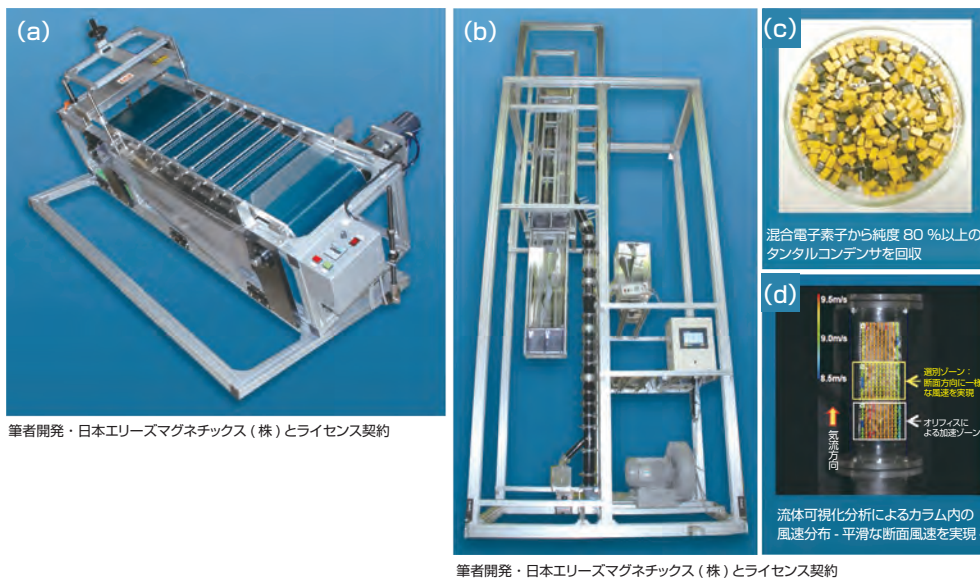 (a)
筆者開発・日本エリーズマグネチックス(株)とライセンス契約
(b)
筆者開発・日本エリーズマグネチックス(株)とライセンス契約
(c)
混合電子素子から純度 80 %以上の
タンタルコンデンサを回収
(d)
9.5m/s
9.0m/s
8.5m/s
選別ゾーン：
断面方向に一様
な風速を実現
オリフィスに
よる加速ゾーン
気流方向
流体可視化分析によるカラム内の
風速分布 - 平滑な断面風速を実現